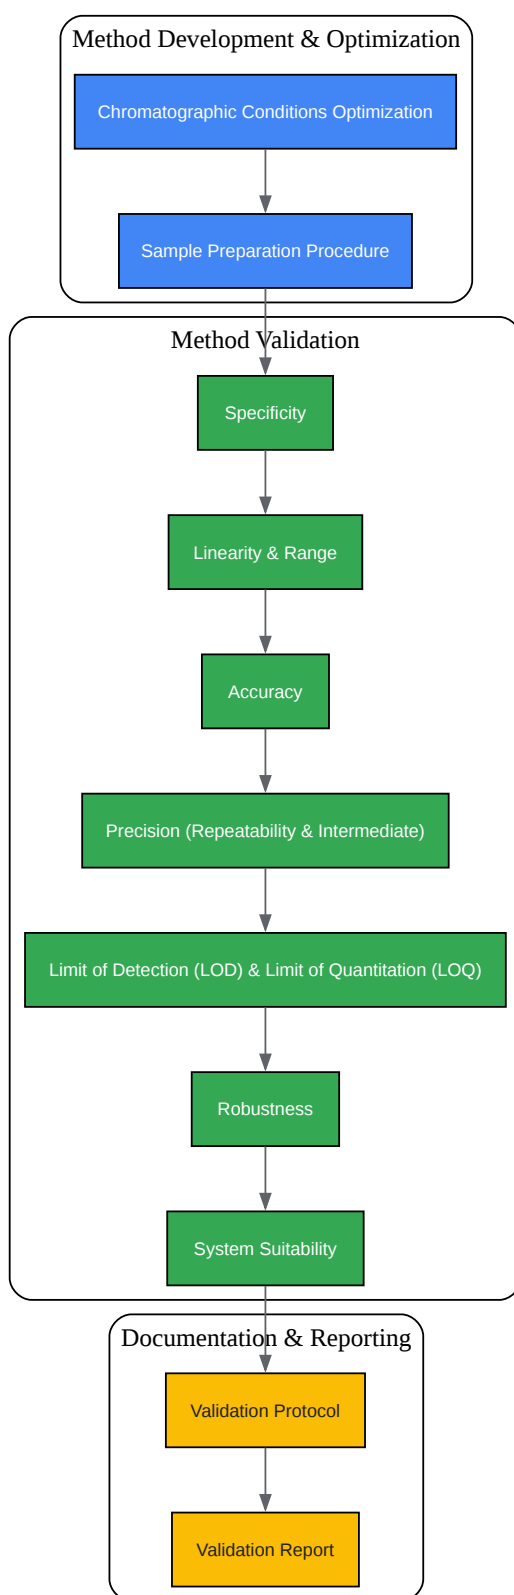 Method Development & Optimization
Chromatographic Conditions Optimization
Sample Preparation Procedure
Method Validation
Specificity
Linearity & Range
Accuracy
Precision (Repeatability & Intermediate)
Limit of Detection (LOD) & Limit of Quantitation (LOQ)
Robustness
System Suitability
Documentation & Reporting
Validation Protocol
Validation Report